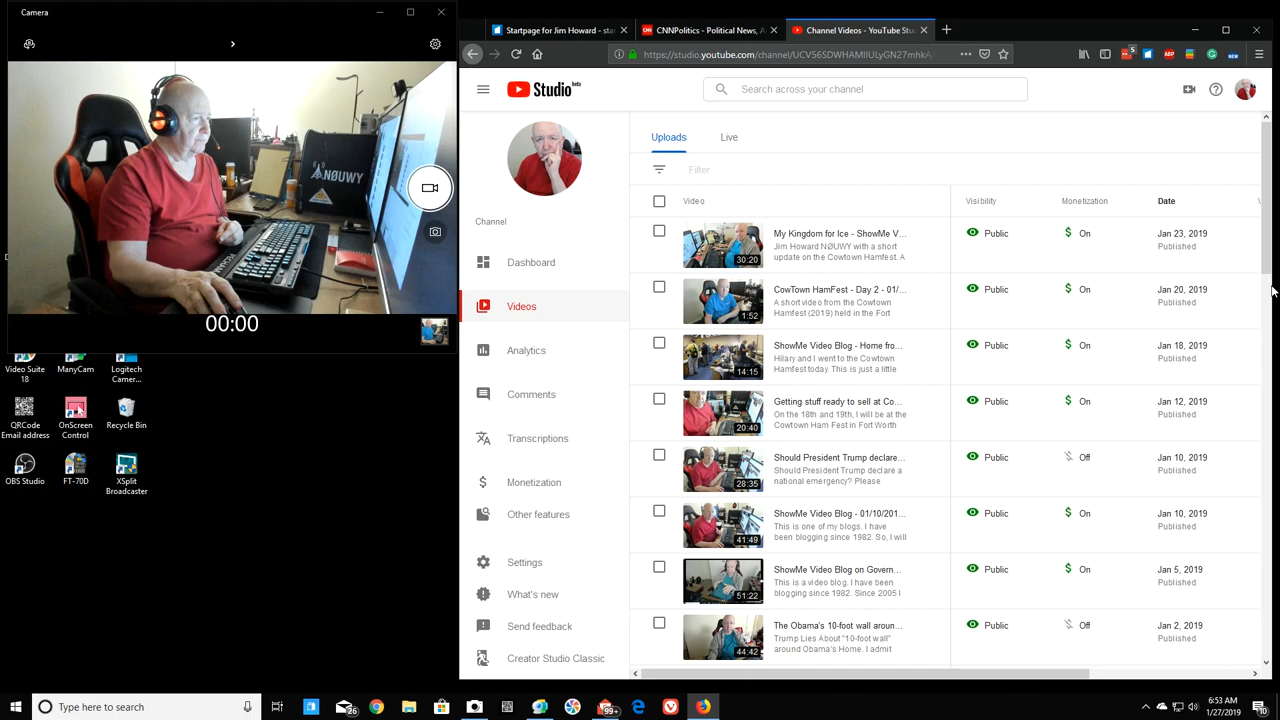 Camera
NØUWY
00:00
Video Suite
18
ManyCam
Logitech
Camer...
QRCode
Email address
OnScreen
Control
Recycle Bin
OBS Studio
FT-70D
XSplit
Broadcaster
Startpage for Jim Howard - star
CNNPolitics - Political News, A
Channel Videos - YouTube Stu
https://studio.youtube.com/channel/UCV56SDWHAMIIULyGN27mhkA
5
ABP
Studio beta
Search across your channel
Channel
Dashboard
Videos
Analytics
Comments
Transcriptions
Monetization
Other features
Settings
What's new
Send feedback
Creator Studio Classic
Uploads
Live
Filter
Video
Visibility
Monetization
Date
30:20
My Kingdom for Ice - ShowMe V...
Jim Howard NØUWY with a short
update on the Cowtown Hamfest. A
Public
On
Jan 23, 2019
Published
1:52
CowTown HamFest - Day 2 - 01/...
A short video from the Cowtown
Hamfest (2019) held in the Fort
Public
On
Jan 20, 2019
Published
14:15
ShowMe Video Blog - Home fro...
Hilary and I went to the Cowtown
Hamfest today. This is just a little
Public
On
Jan 18, 2019
Published
20:40
Getting stuff ready to sell at Co...
On the 18th and 19th, I will be at the
Cowtown Ham Fest in Fort Worth
Public
On
Jan 12, 2019
Published
28:35
Should President Trump declare...
Should President Trump declare a
national emergency? Please
Public
Off
Jan 10, 2019
Published
41:49
ShowMe Video Blog - 01/10/201...
This is one of my blogs. I have
been blogging since 1982. So, I will
Public
On
Jan 10, 2019
Published
51:22
ShowMe Video Blog on Govern...
This is a video blog. I have been
blogging since 1982. Since 2005 I
Public
On
Jan 5, 2019
Published
44:42
The Obama's 10-foot wall aroun...
Trump Lies About "10-foot wall"
around Obama's Home. I admit
Public
Off
Jan 2, 2019
Published
Type here to search
26
99+
6:53 AM
1/27/2019
10